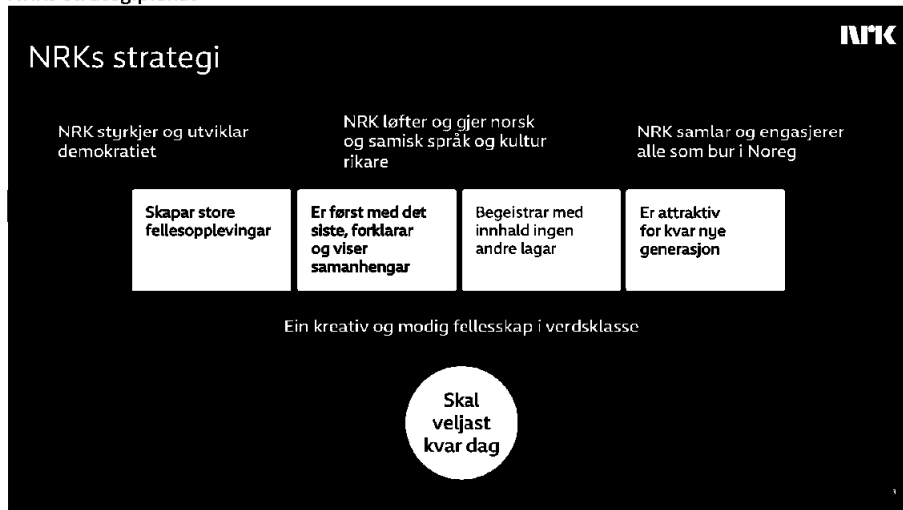 NRKs strategi
nrk
NRK styrkjer og utviklar
demokratiet
NRK løfter og gjer norsk
og samisk språk og kultur
rikare
NRK samlar og engasjerer
alle som bur i Noreg
Skapar store
fellesopplevingar
Er først med det
siste, forklarar
og viser
samanhengar
Begeistrar med
innhald ingen
andre lagar
Er attraktiv
for kvar nye
generasjon
Ein kreativ og modig fellesskap i verdsklasse
Skal
veljast
kvar dag